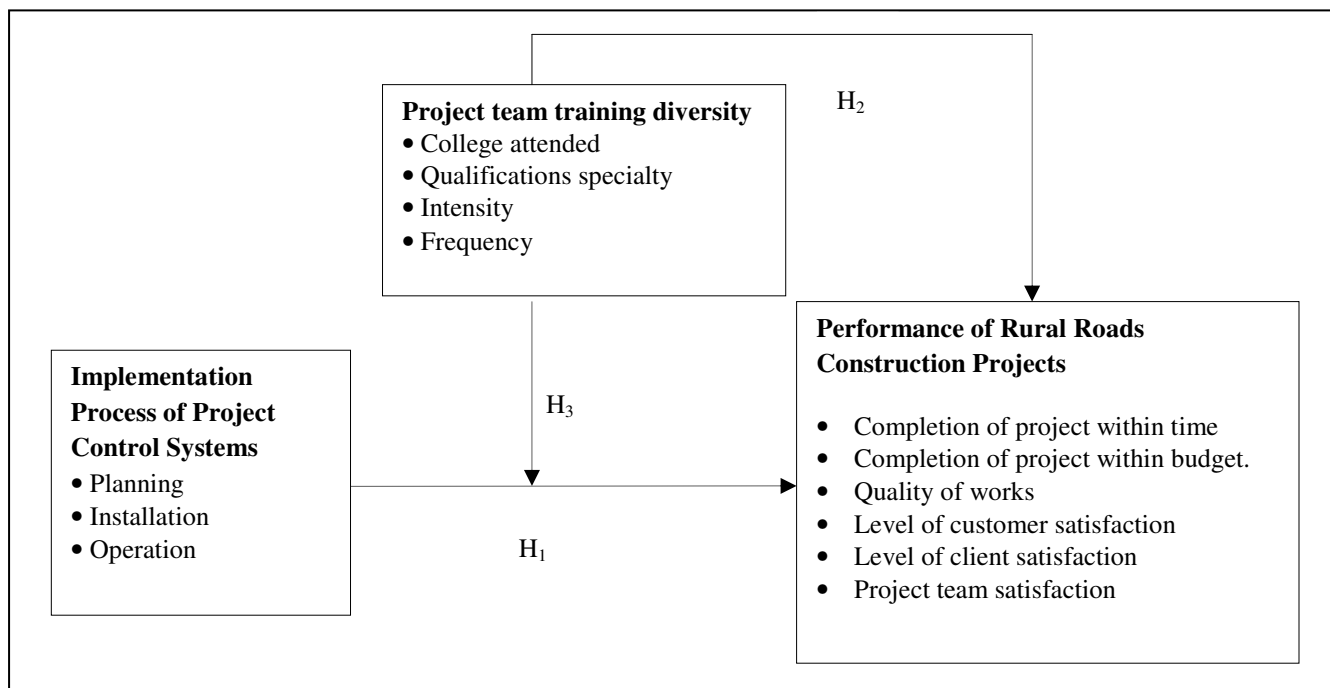 H₂
Project team training diversity
• College attended
• Qualifications specialty
• Intensity
• Frequency
Performance of Rural Roads
Construction Projects
• Completion of project within time
• Completion of project within budget.
• Quality of works
• Level of customer satisfaction
• Level of client satisfaction
• Project team satisfaction
Implementation
Process of Project
Control Systems
• Planning
• Installation
• Operation
H₃
H₁